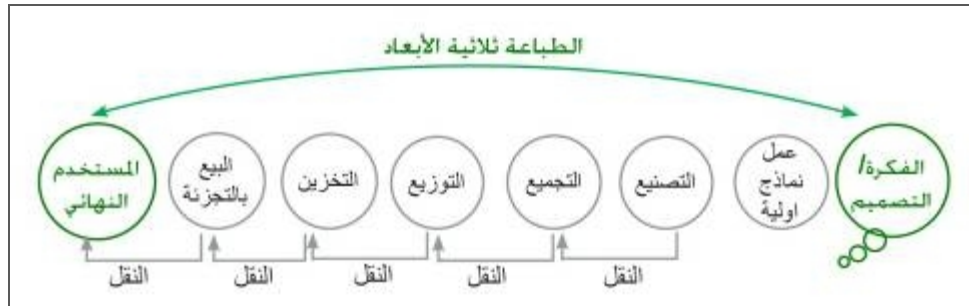 الطباعة ثلاثية الأبعاد
الفكرة/
التصميم
عمل
نماذج
اولية
التصنيع
التجميع
التوزيع
التخزين
البيع
بالتجزئة
المستخدم
النهائي
النقل
النقل
النقل
النقل
النقل